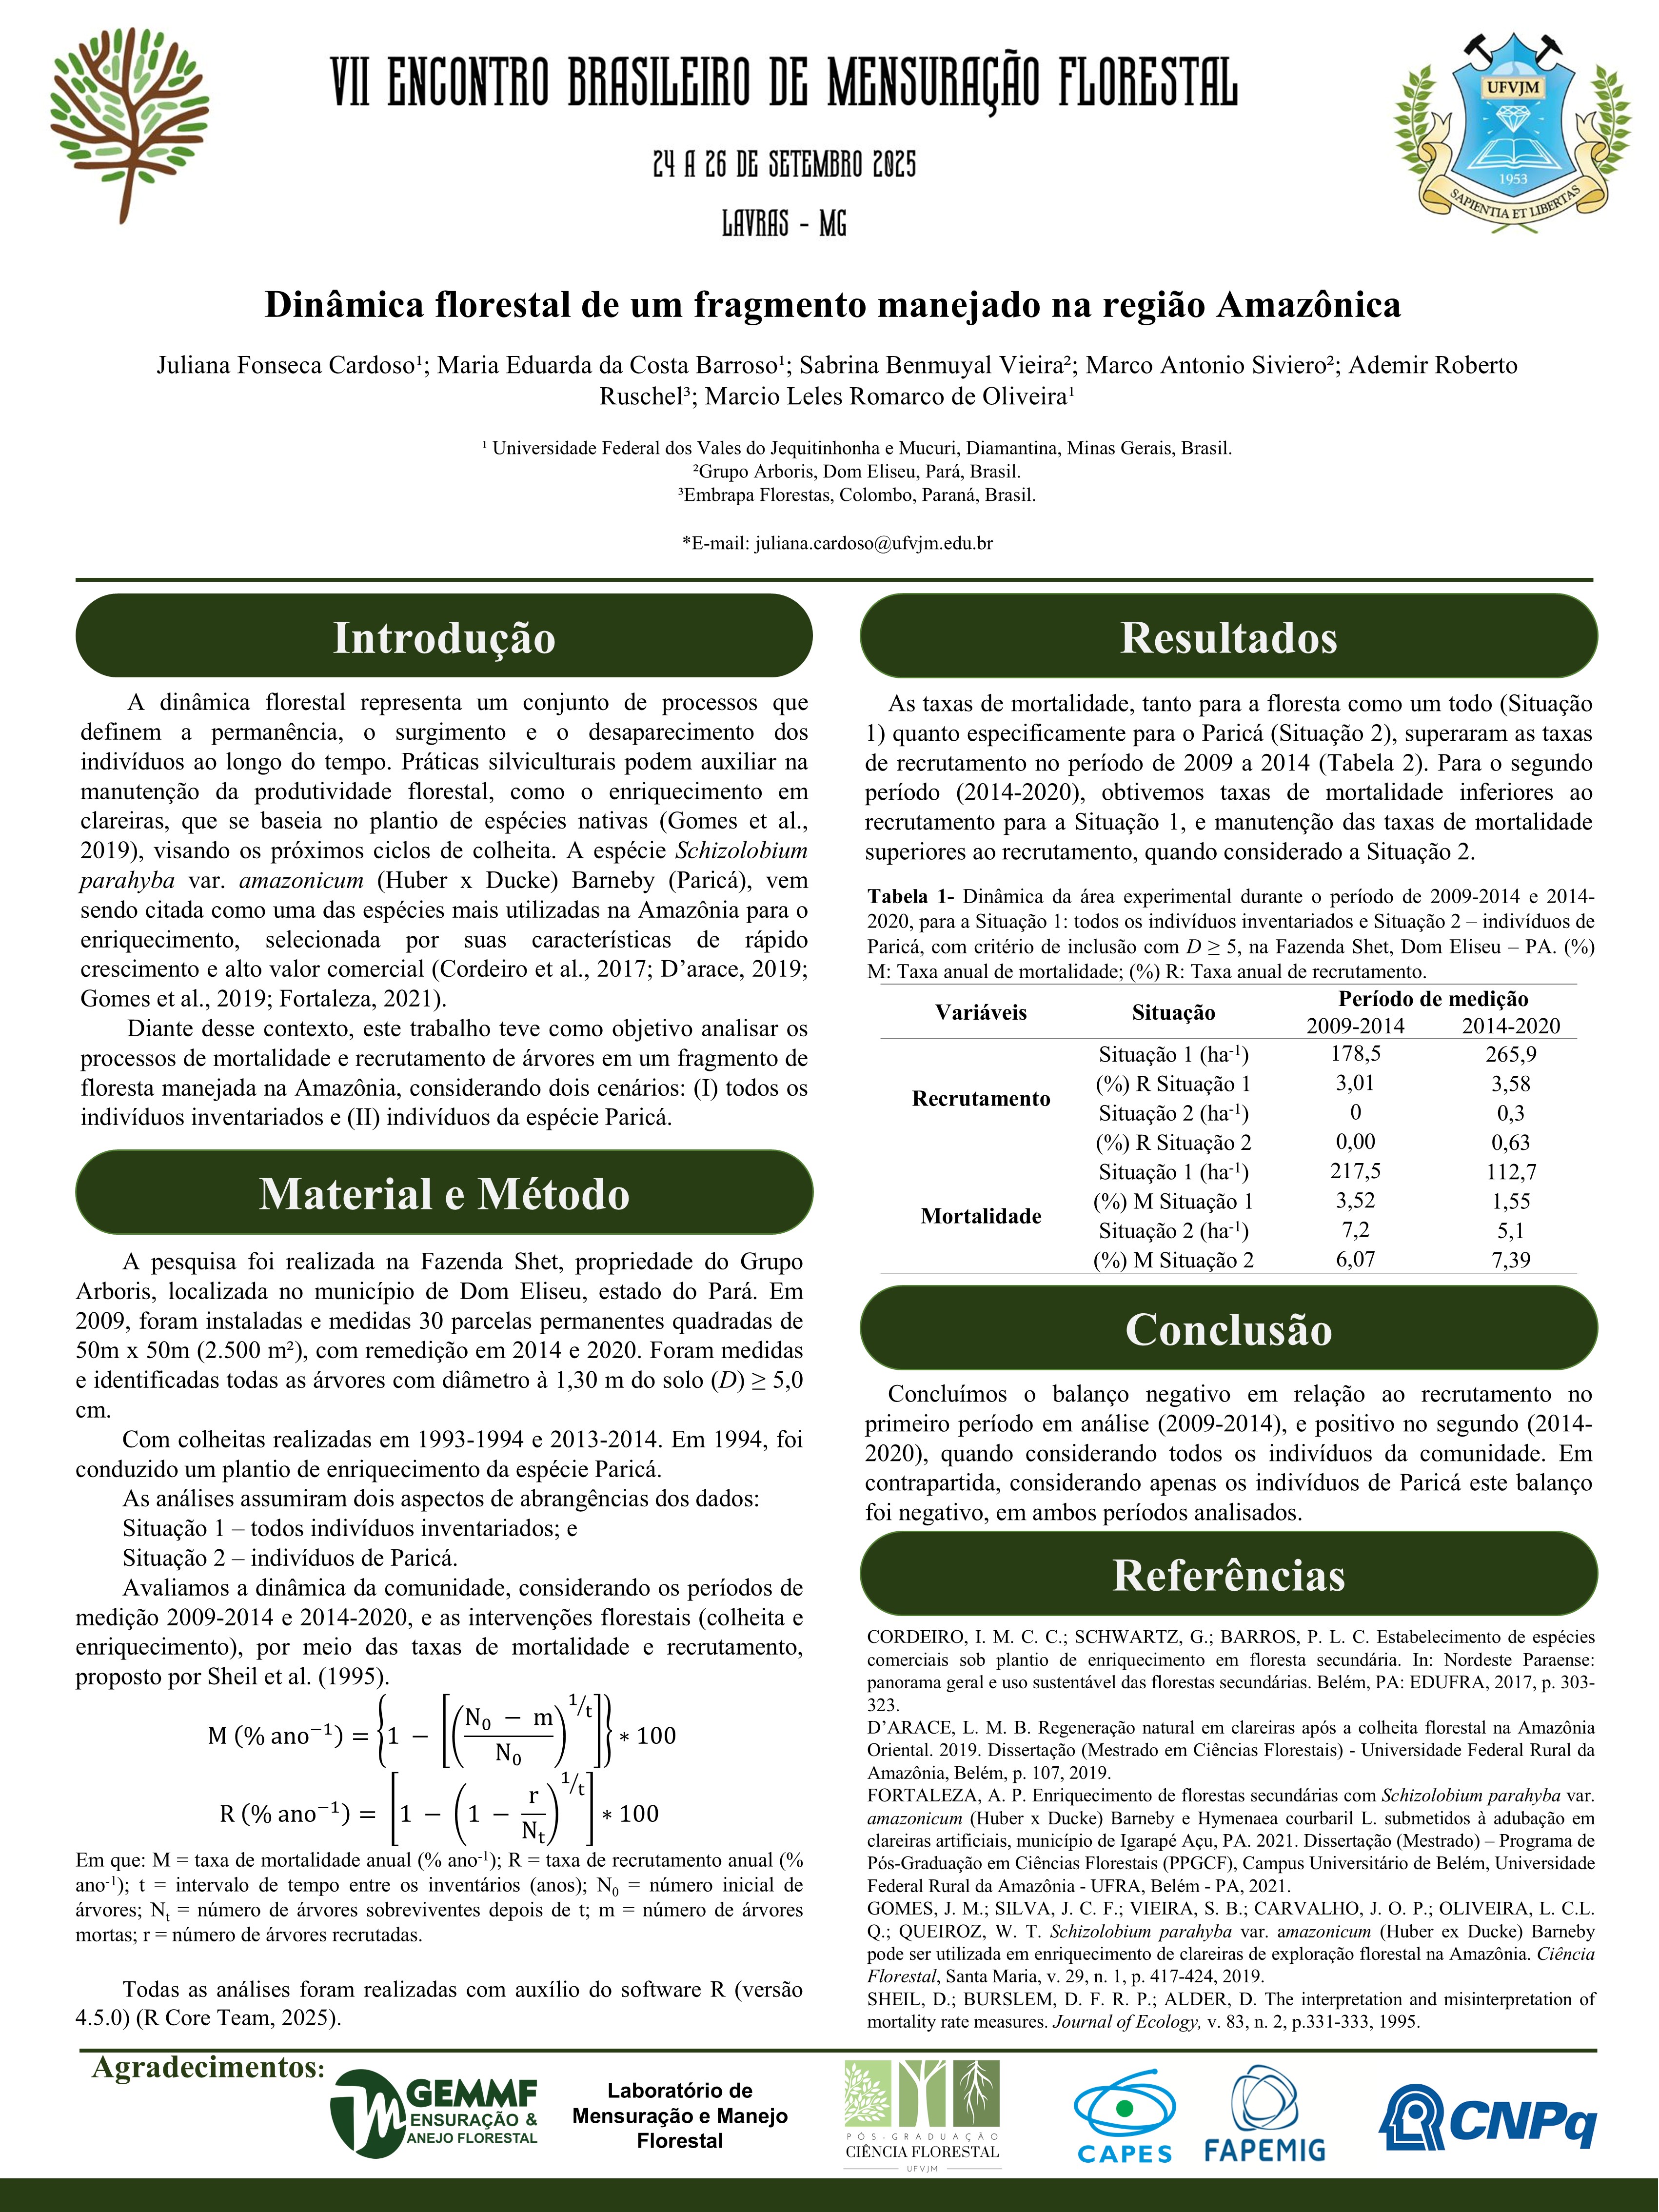 VII ENCONTRO BRASILEIRO DE MENSURAÇÃO FLORESTAL
24 A 26 DE SETEMBRO 2025
LAVRAS - MG
UFVJM
1953
SAPIENTIA ET LIBERTAS
Dinâmica florestal de um fragmento manejado na região Amazônica
Juliana Fonseca Cardoso¹; Maria Eduarda da Costa Barroso¹; Sabrina Benmuyal Vieira²; Marco Antonio Siviero²; Ademir Roberto
Ruschel³; Marcio Leles Romarco de Oliveira¹
¹ Universidade Federal dos Vales do Jequitinhonha e Mucuri, Diamantina, Minas Gerais, Brasil.
²Grupo Arboris, Dom Eliseu, Pará, Brasil.
³Embrapa Florestas, Colombo, Paraná, Brasil.
*E-mail: juliana.cardoso@ufvjm.edu.br
Introdução
A dinâmica florestal representa um conjunto de processos que
definem a permanência, o surgimento e o desaparecimento dos
indivíduos ao longo do tempo. Práticas silviculturais podem auxiliar na
manutenção da produtividade florestal, como o enriquecimento em
clareiras, que se baseia no plantio de espécies nativas (Gomes et al.,
2019), visando os próximos ciclos de colheita. A espécie Schizolobium
parahyba var. amazonicum (Huber x Ducke) Barneby (Paricá), vem
sendo citada como uma das espécies mais utilizadas na Amazônia para o
enriquecimento, selecionada por suas características de rápido
crescimento e alto valor comercial (Cordeiro et al., 2017; D’arace, 2019;
Gomes et al., 2019; Fortaleza, 2021).
Diante desse contexto, este trabalho teve como objetivo analisar os
processos de mortalidade e recrutamento de árvores em um fragmento de
floresta manejada na Amazônia, considerando dois cenários: (I) todos os
indivíduos inventariados e (II) indivíduos da espécie Paricá.
Material e Método
A pesquisa foi realizada na Fazenda Shet, propriedade do Grupo
Arboris, localizada no município de Dom Eliseu, estado do Pará. Em
2009, foram instaladas e medidas 30 parcelas permanentes quadradas de
50m x 50m (2.500 m²), com remedição em 2014 e 2020. Foram medidas
e identificadas todas as árvores com diâmetro à 1,30 m do solo (D) ≥ 5,0
cm.
Com colheitas realizadas em 1993-1994 e 2013-2014. Em 1994, foi
conduzido um plantio de enriquecimento da espécie Paricá.
As análises assumiram dois aspectos de abrangências dos dados:
Situação 1 – todos indivíduos inventariados; e
Situação 2 – indivíduos de Paricá.
Avaliamos a dinâmica da comunidade, considerando os períodos de
medição 2009-2014 e 2014-2020, e as intervenções florestais (colheita e
enriquecimento), por meio das taxas de mortalidade e recrutamento,
proposto por Sheil et al. (1995).
M (% ano⁻¹) = {1 − [((N₀ − m)/N₀)^(1/t)]} ∗ 100
R (% ano⁻¹) = [1 − (1 − r/Nₜ)^(1/t)] ∗ 100
Em que: M = taxa de mortalidade anual (% ano⁻¹); R = taxa de recrutamento anual (%
ano⁻¹); t = intervalo de tempo entre os inventários (anos); N₀ = número inicial de
árvores; Nₜ = número de árvores sobreviventes depois de t; m = número de árvores
mortas; r = número de árvores recrutadas.
Todas as análises foram realizadas com auxílio do software R (versão
4.5.0) (R Core Team, 2025).
Resultados
As taxas de mortalidade, tanto para a floresta como um todo (Situação
1) quanto especificamente para o Paricá (Situação 2), superaram as taxas
de recrutamento no período de 2009 a 2014 (Tabela 2). Para o segundo
período (2014-2020), obtivemos taxas de mortalidade inferiores ao
recrutamento para a Situação 1, e manutenção das taxas de mortalidade
superiores ao recrutamento, quando considerado a Situação 2.
Tabela 1- Dinâmica da área experimental durante o período de 2009-2014 e 2014-
2020, para a Situação 1: todos os indivíduos inventariados e Situação 2 – indivíduos de
Paricá, com critério de inclusão com D ≥ 5, na Fazenda Shet, Dom Eliseu – PA. (%)
M: Taxa anual de mortalidade; (%) R: Taxa anual de recrutamento.
Variáveis Situação Período de medição
2009-2014 2014-2020
Recrutamento
Situação 1 (ha⁻¹) 178,5 265,9
(%) R Situação 1 3,01 3,58
Situação 2 (ha⁻¹) 0 0,3
(%) R Situação 2 0,00 0,63
Mortalidade
Situação 1 (ha⁻¹) 217,5 112,7
(%) M Situação 1 3,52 1,55
Situação 2 (ha⁻¹) 7,2 5,1
(%) M Situação 2 6,07 7,39
Conclusão
Concluímos o balanço negativo em relação ao recrutamento no
primeiro período em análise (2009-2014), e positivo no segundo (2014-
2020), quando considerando todos os indivíduos da comunidade. Em
contrapartida, considerando apenas os indivíduos de Paricá este balanço
foi negativo, em ambos períodos analisados.
Referências
CORDEIRO, I. M. C. C.; SCHWARTZ, G.; BARROS, P. L. C. Estabelecimento de espécies
comerciais sob plantio de enriquecimento em floresta secundária. In: Nordeste Paraense:
panorama geral e uso sustentável das florestas secundárias. Belém, PA: EDUFRA, 2017, p. 303-
323.
D’ARACE, L. M. B. Regeneração natural em clareiras após a colheita florestal na Amazônia
Oriental. 2019. Dissertação (Mestrado em Ciências Florestais) - Universidade Federal Rural da
Amazônia, Belém, p. 107, 2019.
FORTALEZA, A. P. Enriquecimento de florestas secundárias com Schizolobium parahyba var.
amazonicum (Huber x Ducke) Barneby e Hymenaea courbaril L. submetidos à adubação em
clareiras artificiais, município de Igarapé Açu, PA. 2021. Dissertação (Mestrado) – Programa de
Pós-Graduação em Ciências Florestais (PPGCF), Campus Universitário de Belém, Universidade
Federal Rural da Amazônia - UFRA, Belém - PA, 2021.
GOMES, J. M.; SILVA, J. C. F.; VIEIRA, S. B.; CARVALHO, J. O. P.; OLIVEIRA, L. C.L.
Q.; QUEIROZ, W. T. Schizolobium parahyba var. amazonicum (Huber ex Ducke) Barneby
pode ser utilizada em enriquecimento de clareiras de exploração florestal na Amazônia. Ciência
Florestal, Santa Maria, v. 29, n. 1, p. 417-424, 2019.
SHEIL, D.; BURSLEM, D. F. R. P.; ALDER, D. The interpretation and misinterpretation of
mortality rate measures. Journal of Ecology, v. 83, n. 2, p.331-333, 1995.
Agradecimentos:
GEMMF
ENSURAÇÃO &
ANEJO FLORESTAL
Laboratório de
Mensuração e Manejo
Florestal
PÓS-GRADUAÇÃO
CIÊNCIA FLORESTAL
UFVJM
CAPES
FAPEMIG
CNPq